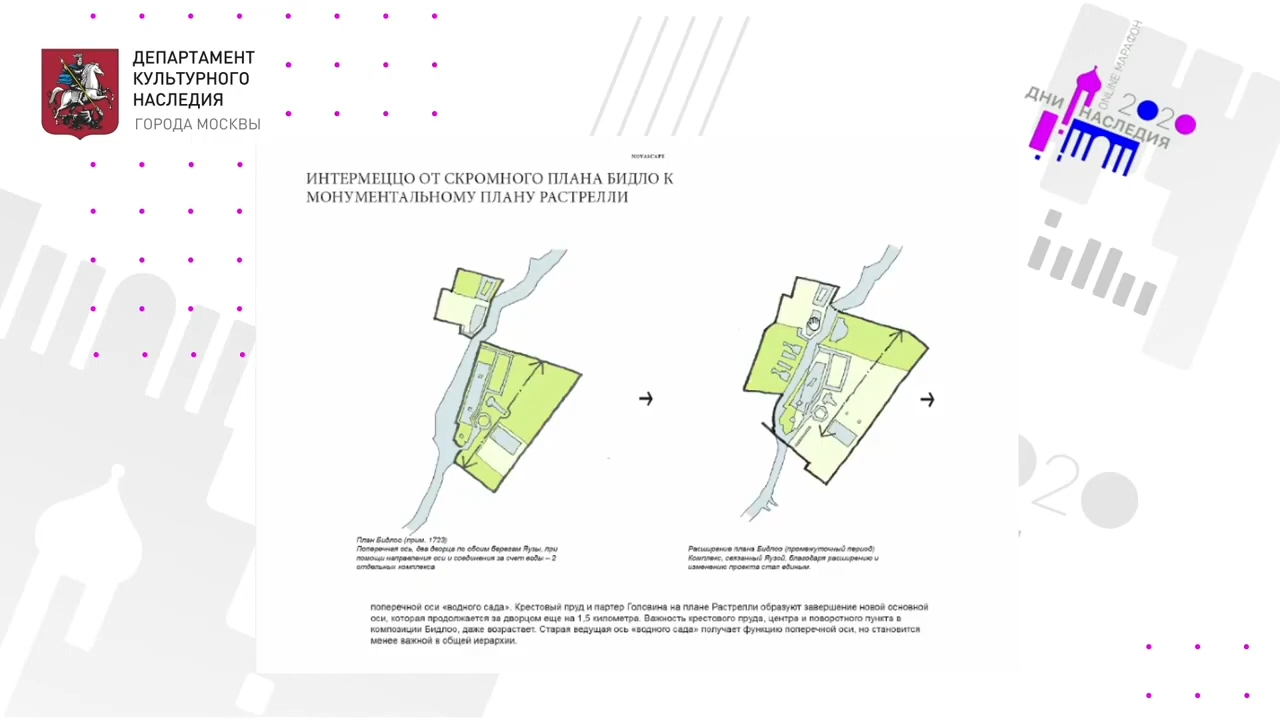 ДЕПАРТАМЕНТ
КУЛЬТУРНОГО
НАСЛЕДИЯ
ГОРОДА МОСКВЫ
ONLINE МАРАФОН
ДНИ
2020
НАСЛЕДИЯ
NOVASCAPE
ИНТЕРМЕЦЦО ОТ СКРОМНОГО ПЛАНА БИДЛО К
МОНУМЕНТАЛЬНОМУ ПЛАНУ РАСТРЕЛЛИ
План Бидлоо (прим. 1723)
Поперечная ось, два дворца по обоим берегам Яузы, при
помощи направления оси и соединения за счет воды – 2
отдельных комплекса
Расширение плана Бидлоо (промежуточный период)
Комплекс, связанный Яузой, благодаря расширению и
изменению проекта стал единым.
поперечной оси «водного сада». Крестовый пруд и партер Головина на плане Растрелли образуют завершение новой основной
оси, которая продолжается за дворцом еще на 1,5 километра. Важность крестового пруда, центра и поворотного пункта в
композиции Бидлоо, даже возрастает. Старая ведущая ось «водного сада» получает функцию поперечной оси, но становится
менее важной в общей иерархии.
2020